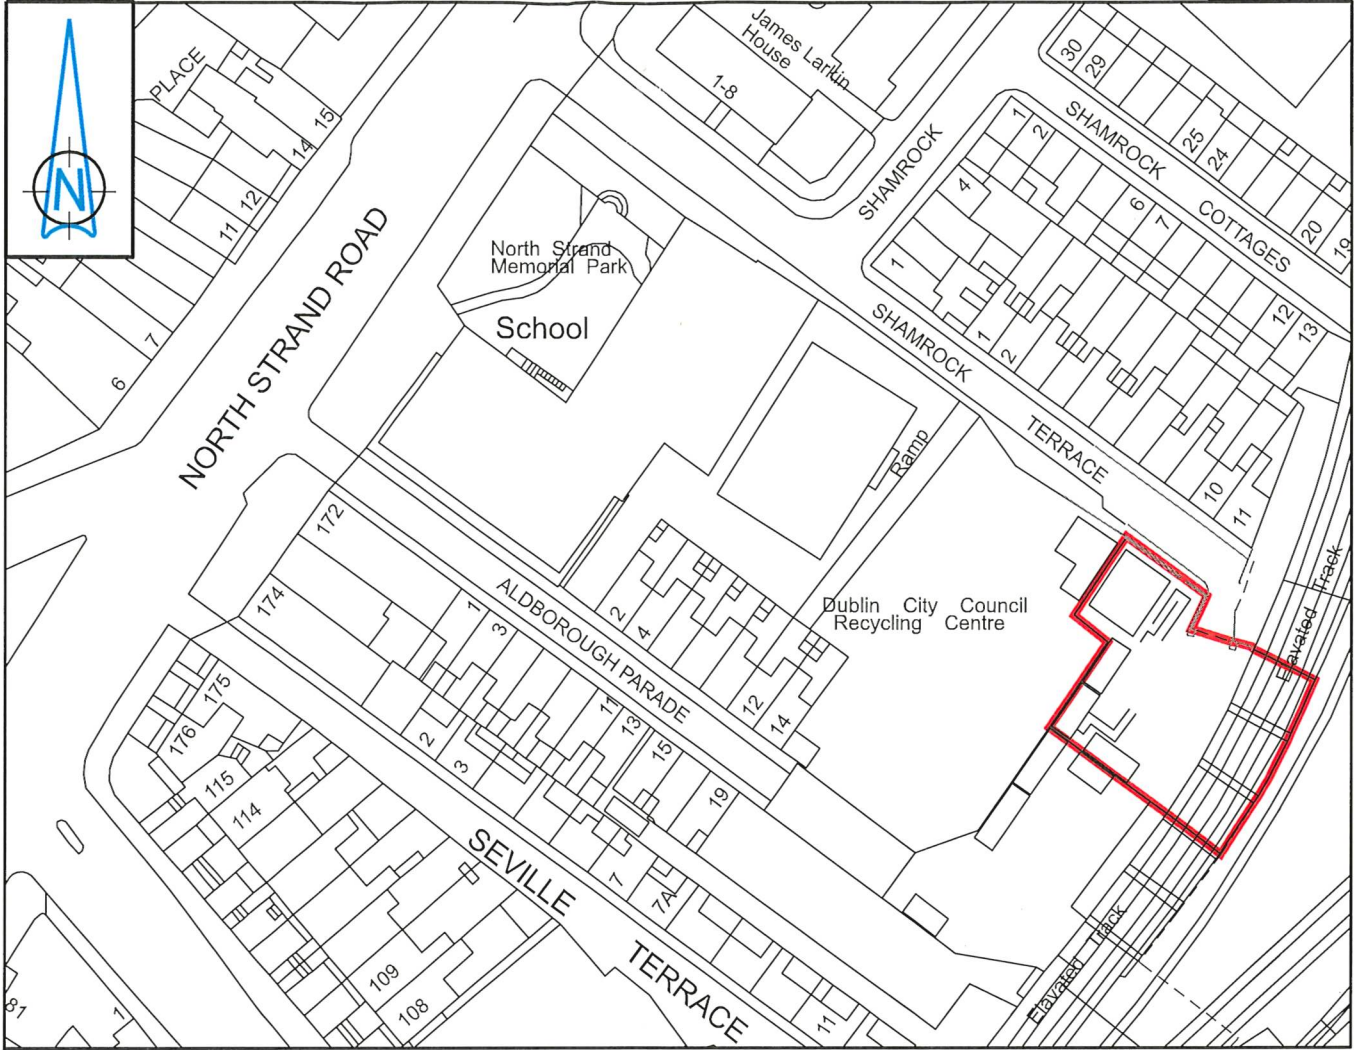 N
PLACE
15
14
12
11
7
6
NORTH STRAND ROAD
James Larkin
House
1-8
North Strand
Memorial Park
School
SHAMROCK
30
29
25
24
20
19
SHAMROCK
COTTAGES
1
2
4
6
7
12
13
1
1
2
10
11
SHAMROCK
TERRACE
Ramp
Dublin City Council
Recycling Centre
Elavated Track
172
174
ALDBOROUGH PARADE
2
4
12
14
1
3
11
13
15
19
2
3
7
7A
11
SEVILLE
TERRACE
175
176
115
114
109
108
81
1
Elavated Track